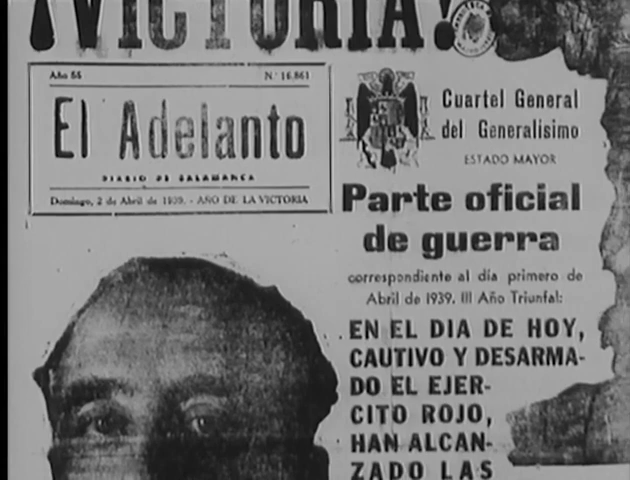 ¡VICTORIA!
Año 55 N.° 16.861
El Adelanto
DIARIO DE SALAMANCA
Domingo, 2 de Abril de 1939. - AÑO DE LA VICTORIA
Cuartel General
del Generalísimo
ESTADO MAYOR
Parte oficial
de guerra
correspondiente al día primero de
Abril de 1939. III Año Triunfal:
EN EL DIA DE HOY,
CAUTIVO Y DESARMA-
DO EL EJER-
CITO ROJO,
HAN ALCAN-
ZADO LAS